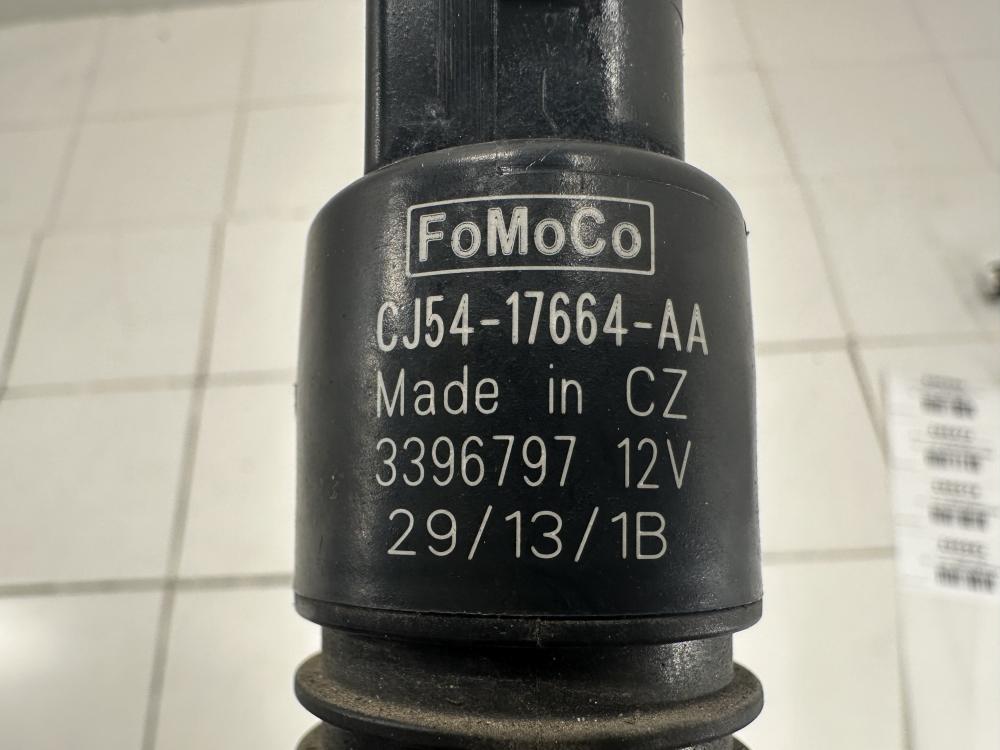 FoMoCo
CJ54-17664-AA
Made in CZ
3396797 12V
29/13/1B